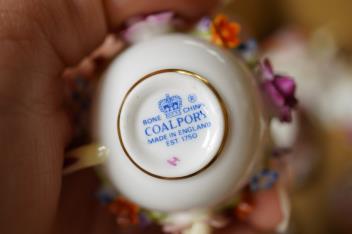 BONE CHINA
®
COALPORT
MADE IN ENGLAND
EST. 1750